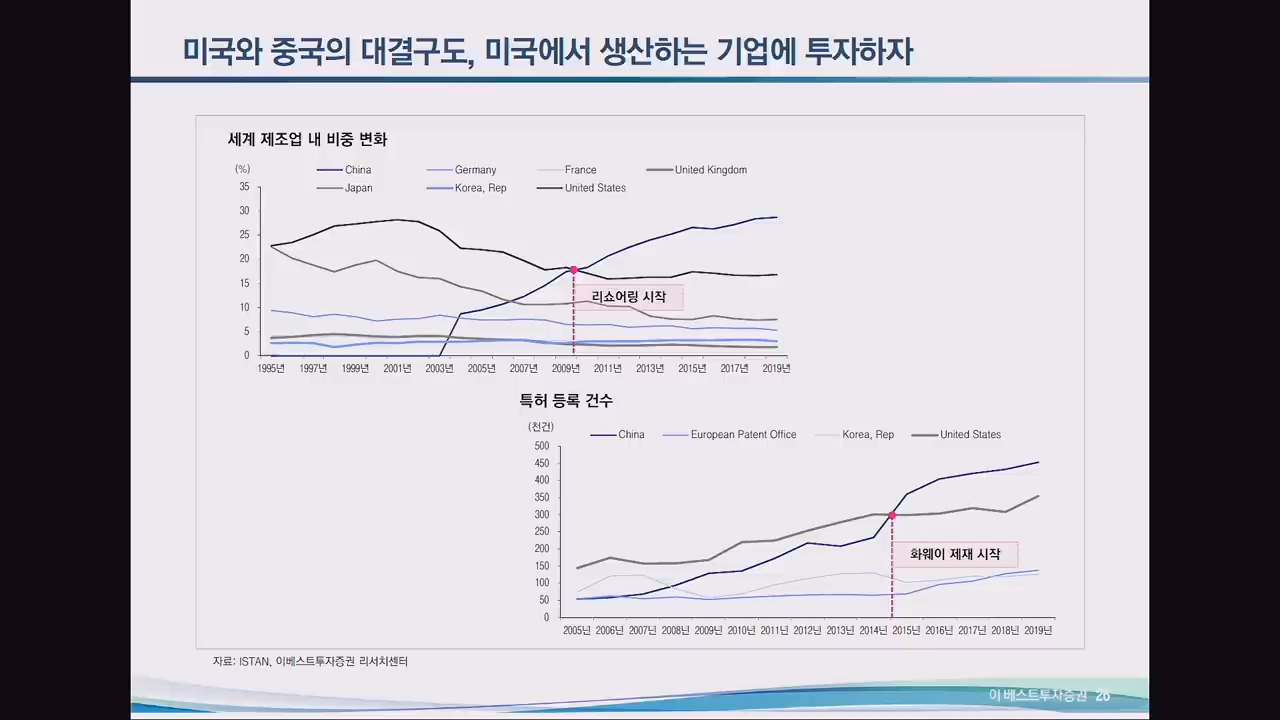 미국와 중국의 대결구도, 미국에서 생산하는 기업에 투자하자
세계 제조업 내 비중 변화
(%)
China Germany France United Kingdom
Japan Korea, Rep United States
35
30
25
20
15
10
5
0
리쇼어링 시작
1995년 1997년 1999년 2001년 2003년 2005년 2007년 2009년 2011년 2013년 2015년 2017년 2019년
특허 등록 건수
(천건)
China European Patent Office Korea, Rep United States
500
450
400
350
300
250
200
150
100
50
0
화웨이 제재 시작
2005년 2006년 2007년 2008년 2009년 2010년 2011년 2012년 2013년 2014년 2015년 2016년 2017년 2018년 2019년
자료: ISTAN, 이베스트투자증권 리서치센터
이베스트투자증권 26